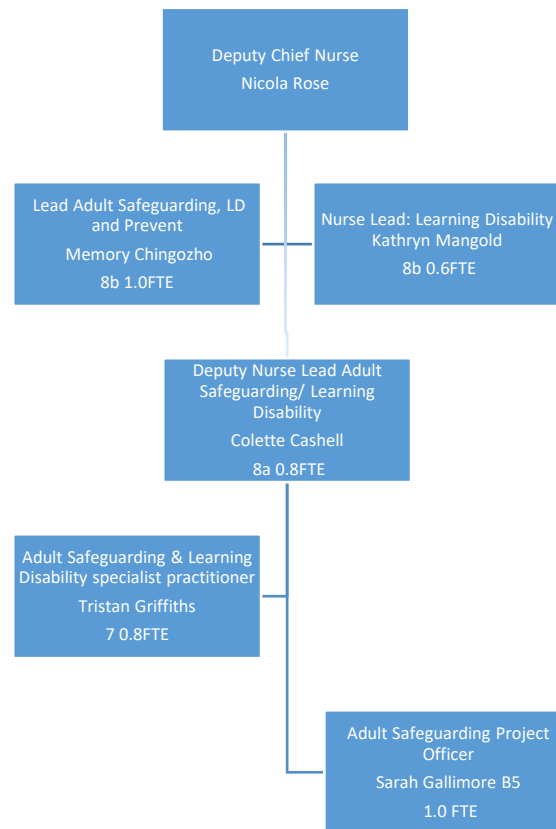 Deputy Chief Nurse
Nicola Rose
Lead Adult Safeguarding, LD
and Prevent
Memory Chingozho
8b 1.0FTE
Nurse Lead: Learning Disability
Kathryn Mangold
8b 0.6FTE
Deputy Nurse Lead Adult
Safeguarding/ Learning
Disability
Colette Cashell
8a 0.8FTE
Adult Safeguarding & Learning
Disability specialist practitioner
Tristan Griffiths
7 0.8FTE
Adult Safeguarding Project
Officer
Sarah Gallimore B5
1.0 FTE